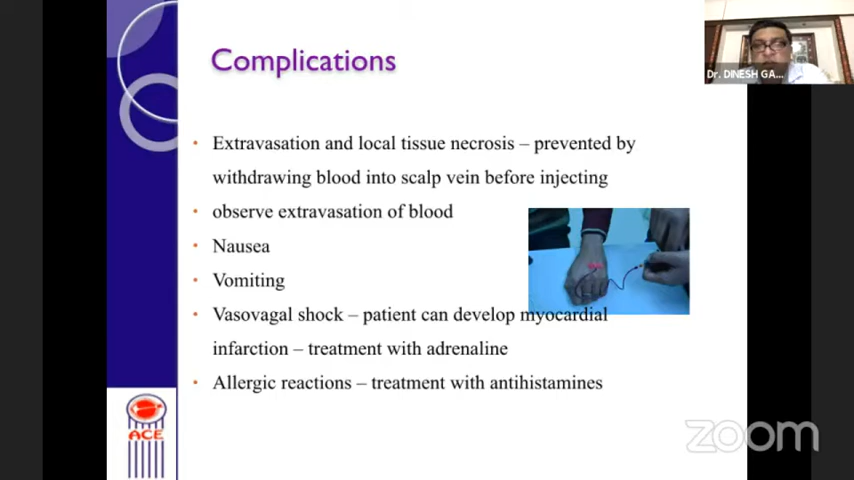 Complications
Dr. DINESH GA...
• Extravasation and local tissue necrosis – prevented by
withdrawing blood into scalp vein before injecting
• observe extravasation of blood
• Nausea
• Vomiting
• Vasovagal shock – patient can develop myocardial
infarction – treatment with adrenaline
• Allergic reactions – treatment with antihistamines
ACE
zoom